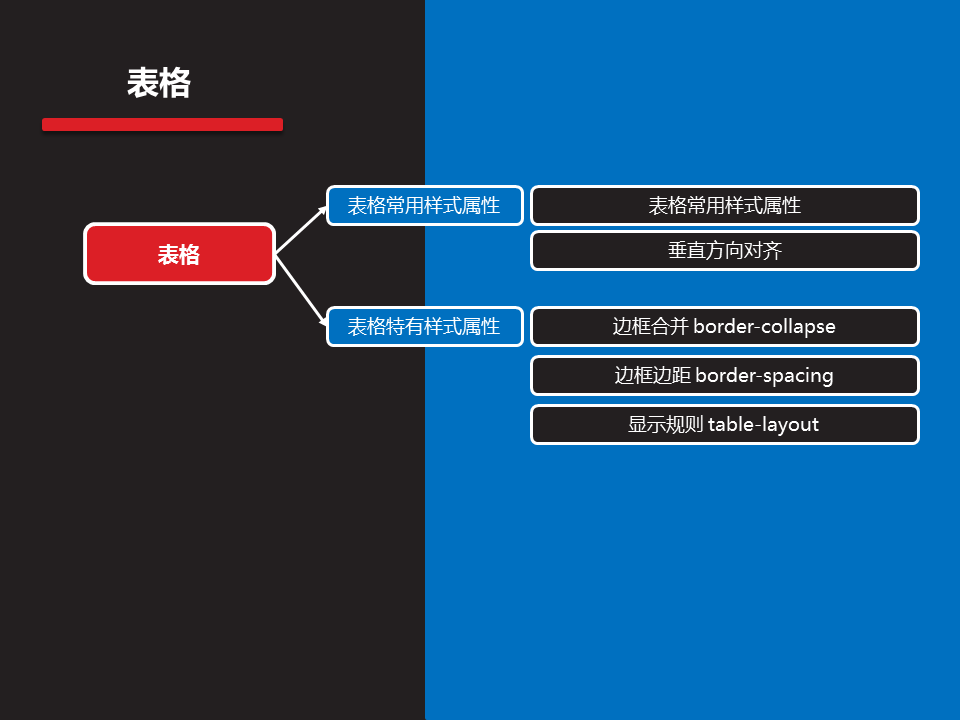 表格
表格
表格常用样式属性
表格常用样式属性
垂直方向对齐
表格特有样式属性
边框合并 border-collapse
边框边距 border-spacing
显示规则 table-layout